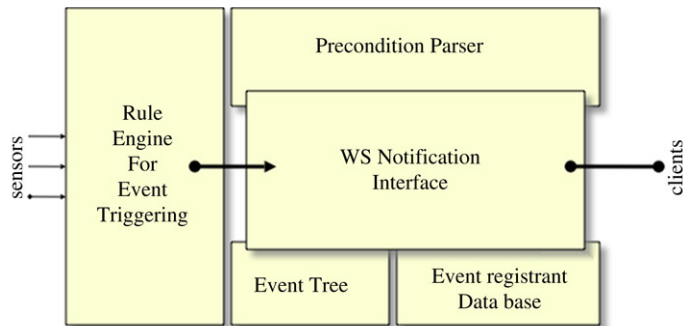 sensors
Rule
Engine
For
Event
Triggering
Precondition Parser
WS Notification
Interface
Event Tree
Event registrant
Data base
clients